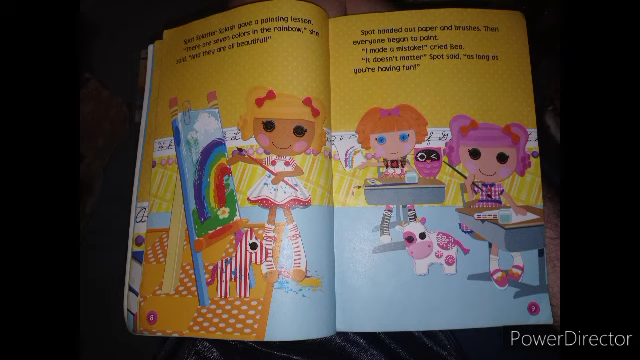 Spot Splatter Splash gave a painting lesson.
"There are seven colors in the rainbow," she
said, "and they are all beautiful!"
Spot handed out paper and brushes. Then
everyone began to paint.
"I made a mistake!" cried Bea.
"It doesn't matter" Spot said, "as long as
you're having fun!"
8
9
PowerDirector